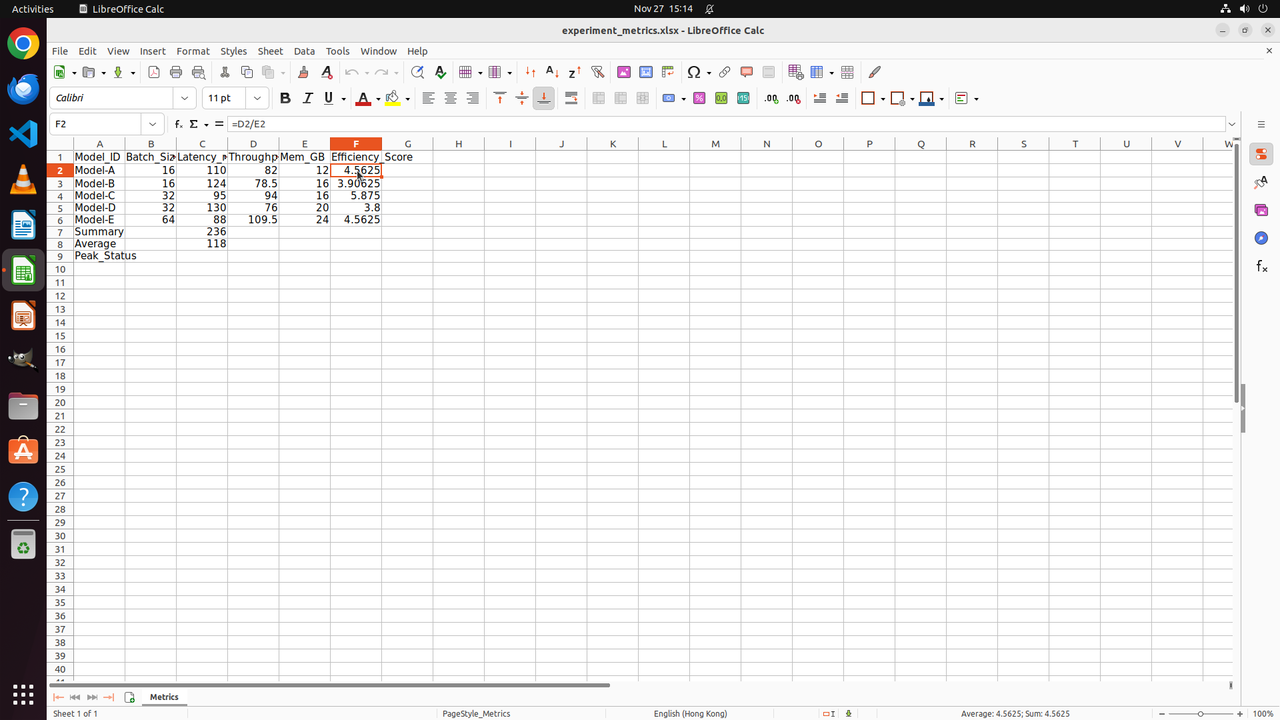 Activities LibreOffice Calc Nov 27 15:14
experiment_metrics.xlsx - LibreOffice Calc
File Edit View Insert Format Styles Sheet Data Tools Window Help
Calibri 11 pt
F2 =D2/E2
A B C D E F G H I J K L M N O P Q R S T U V W
1 Model_ID Batch_Siz Latency_m Throughp Mem_GB Efficiency_Score
2 Model-A 16 110 82 12 4.5625
3 Model-B 16 124 78.5 16 3.90625
4 Model-C 32 95 94 16 5.875
5 Model-D 32 130 76 20 3.8
6 Model-E 64 88 109.5 24 4.5625
7 Summary 236
8 Average 118
9 Peak_Status
10
11
12
13
14
15
16
17
18
19
20
21
22
23
24
25
26
27
28
29
30
31
32
33
34
35
36
37
38
39
40
Metrics
Sheet 1 of 1 PageStyle_Metrics English (Hong Kong) Average: 4.5625; Sum: 4.5625 100%